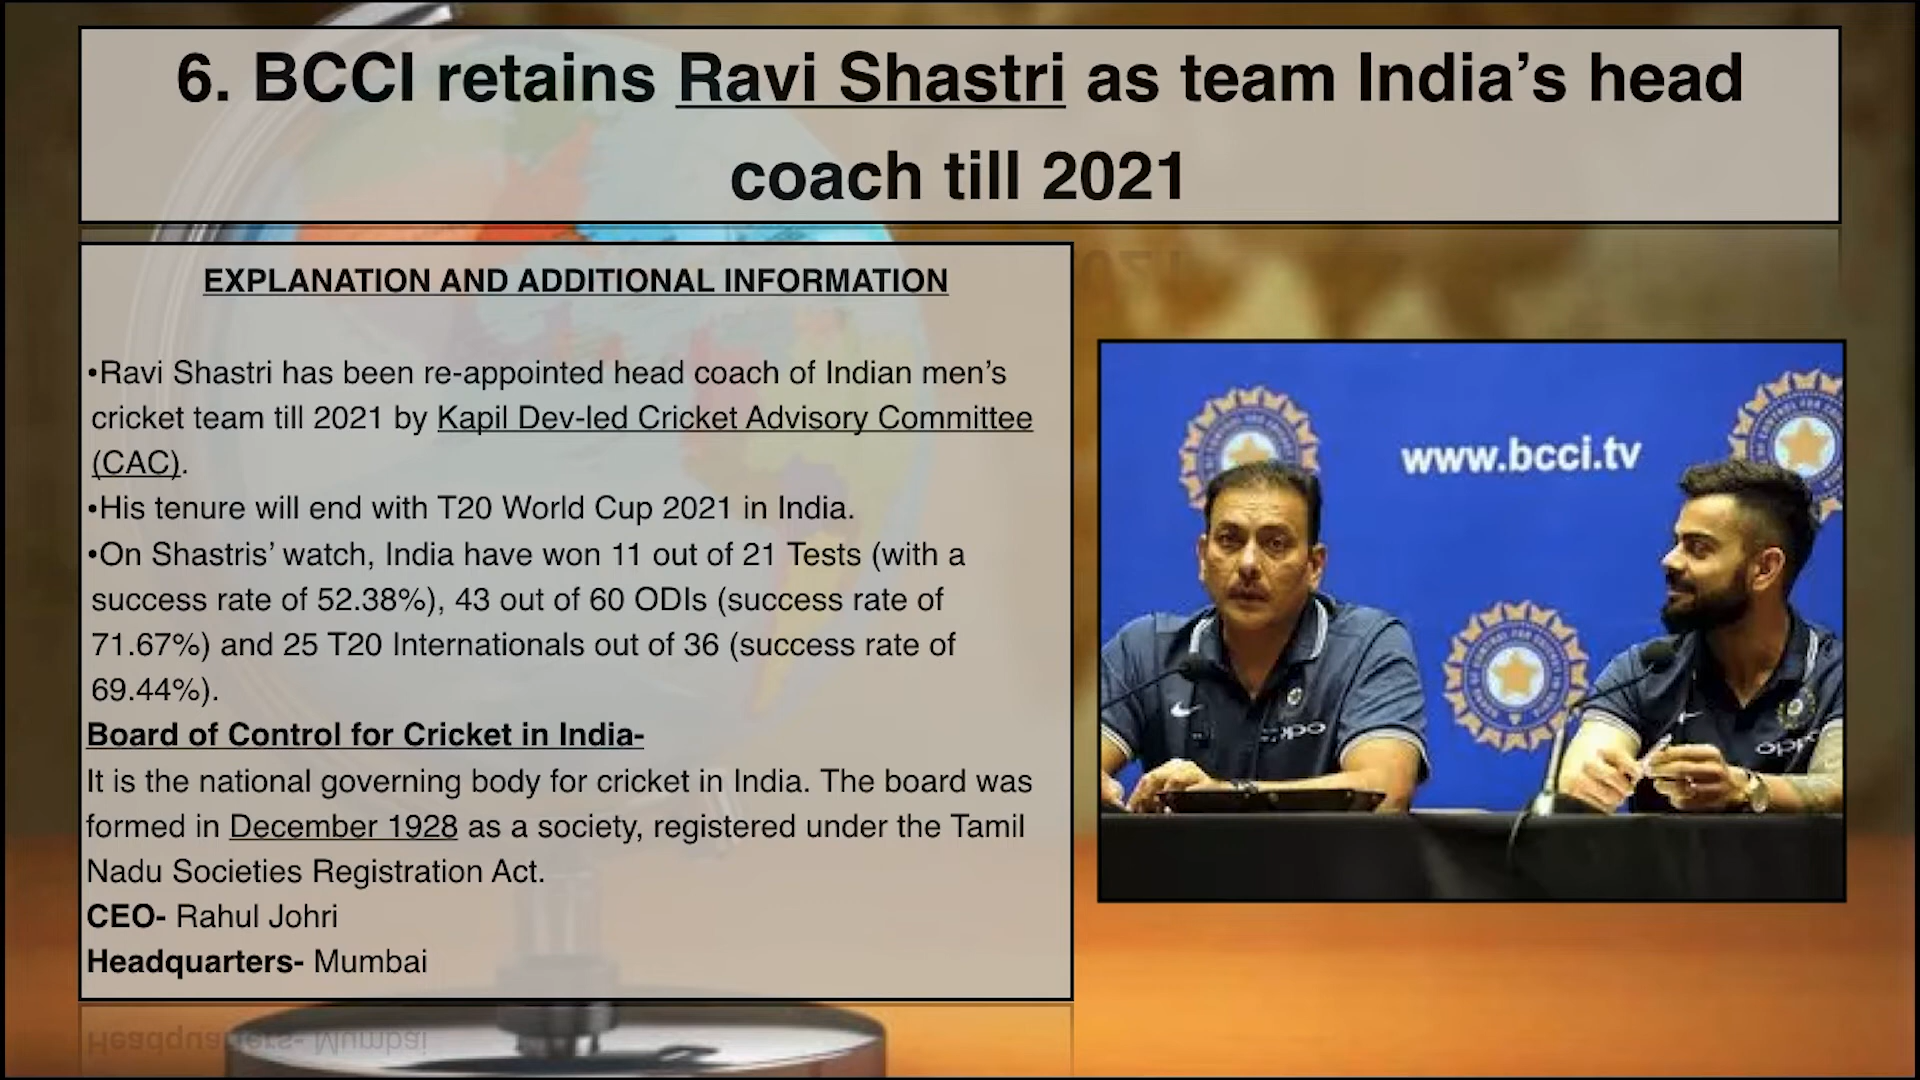 6. BCCI retains Ravi Shastri as team India’s head
coach till 2021
EXPLANATION AND ADDITIONAL INFORMATION
•Ravi Shastri has been re-appointed head coach of Indian men’s
cricket team till 2021 by Kapil Dev-led Cricket Advisory Committee
(CAC).
•His tenure will end with T20 World Cup 2021 in India.
•On Shastris’ watch, India have won 11 out of 21 Tests (with a
success rate of 52.38%), 43 out of 60 ODIs (success rate of
71.67%) and 25 T20 Internationals out of 36 (success rate of
69.44%).
Board of Control for Cricket in India-
It is the national governing body for cricket in India. The board was
formed in December 1928 as a society, registered under the Tamil
Nadu Societies Registration Act.
CEO- Rahul Johri
Headquarters- Mumbai
www.bcci.tv
oppo